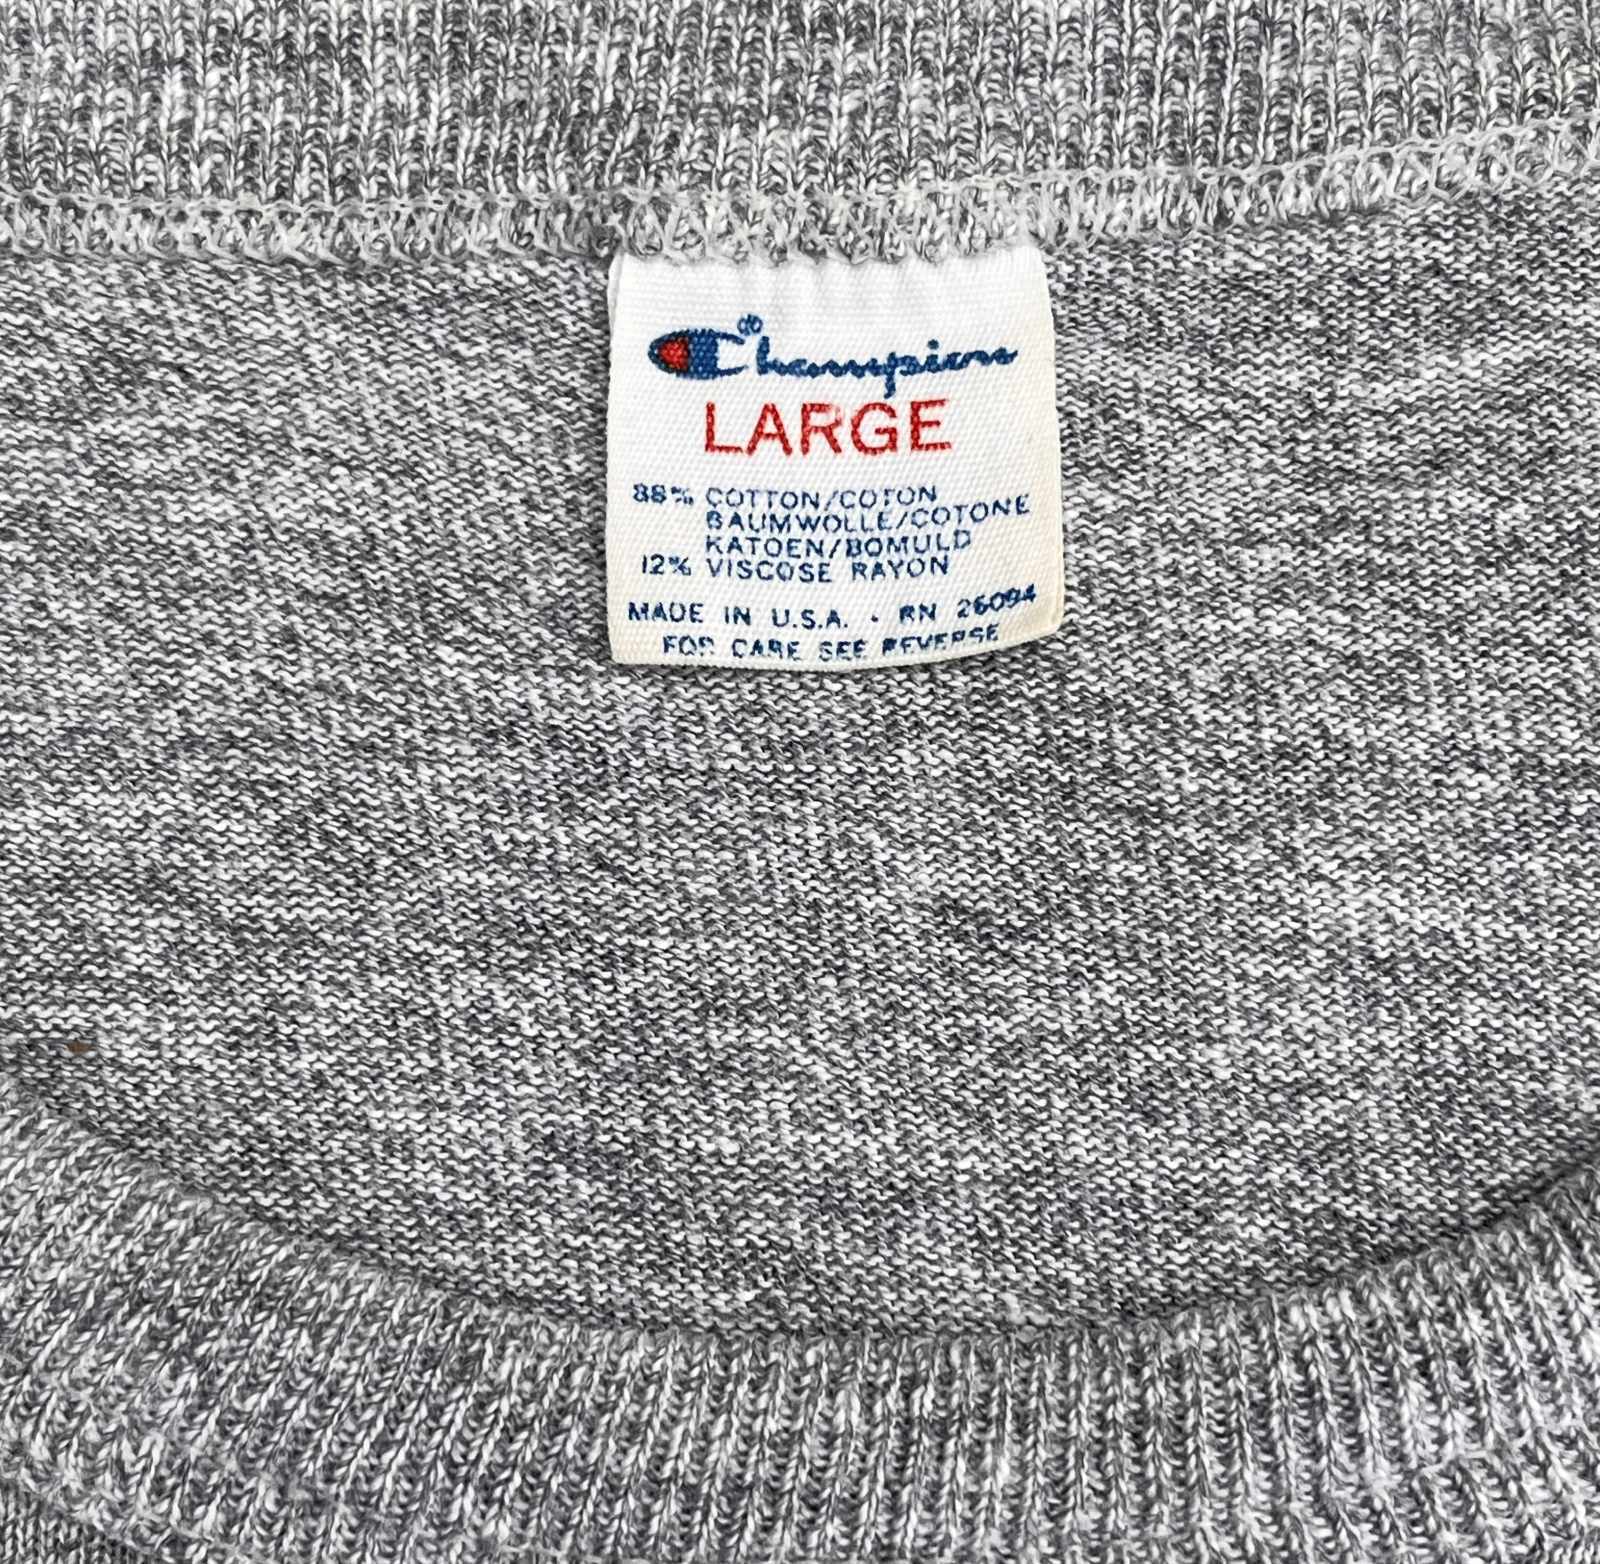 Champion
LARGE
88% COTTON/COTON
BAUMWOLLE/COTONE
KATOEN/BOMULD
12% VISCOSE RAYON
MADE IN U.S.A. · RN 26094
FOR CARE SEE REVERSE